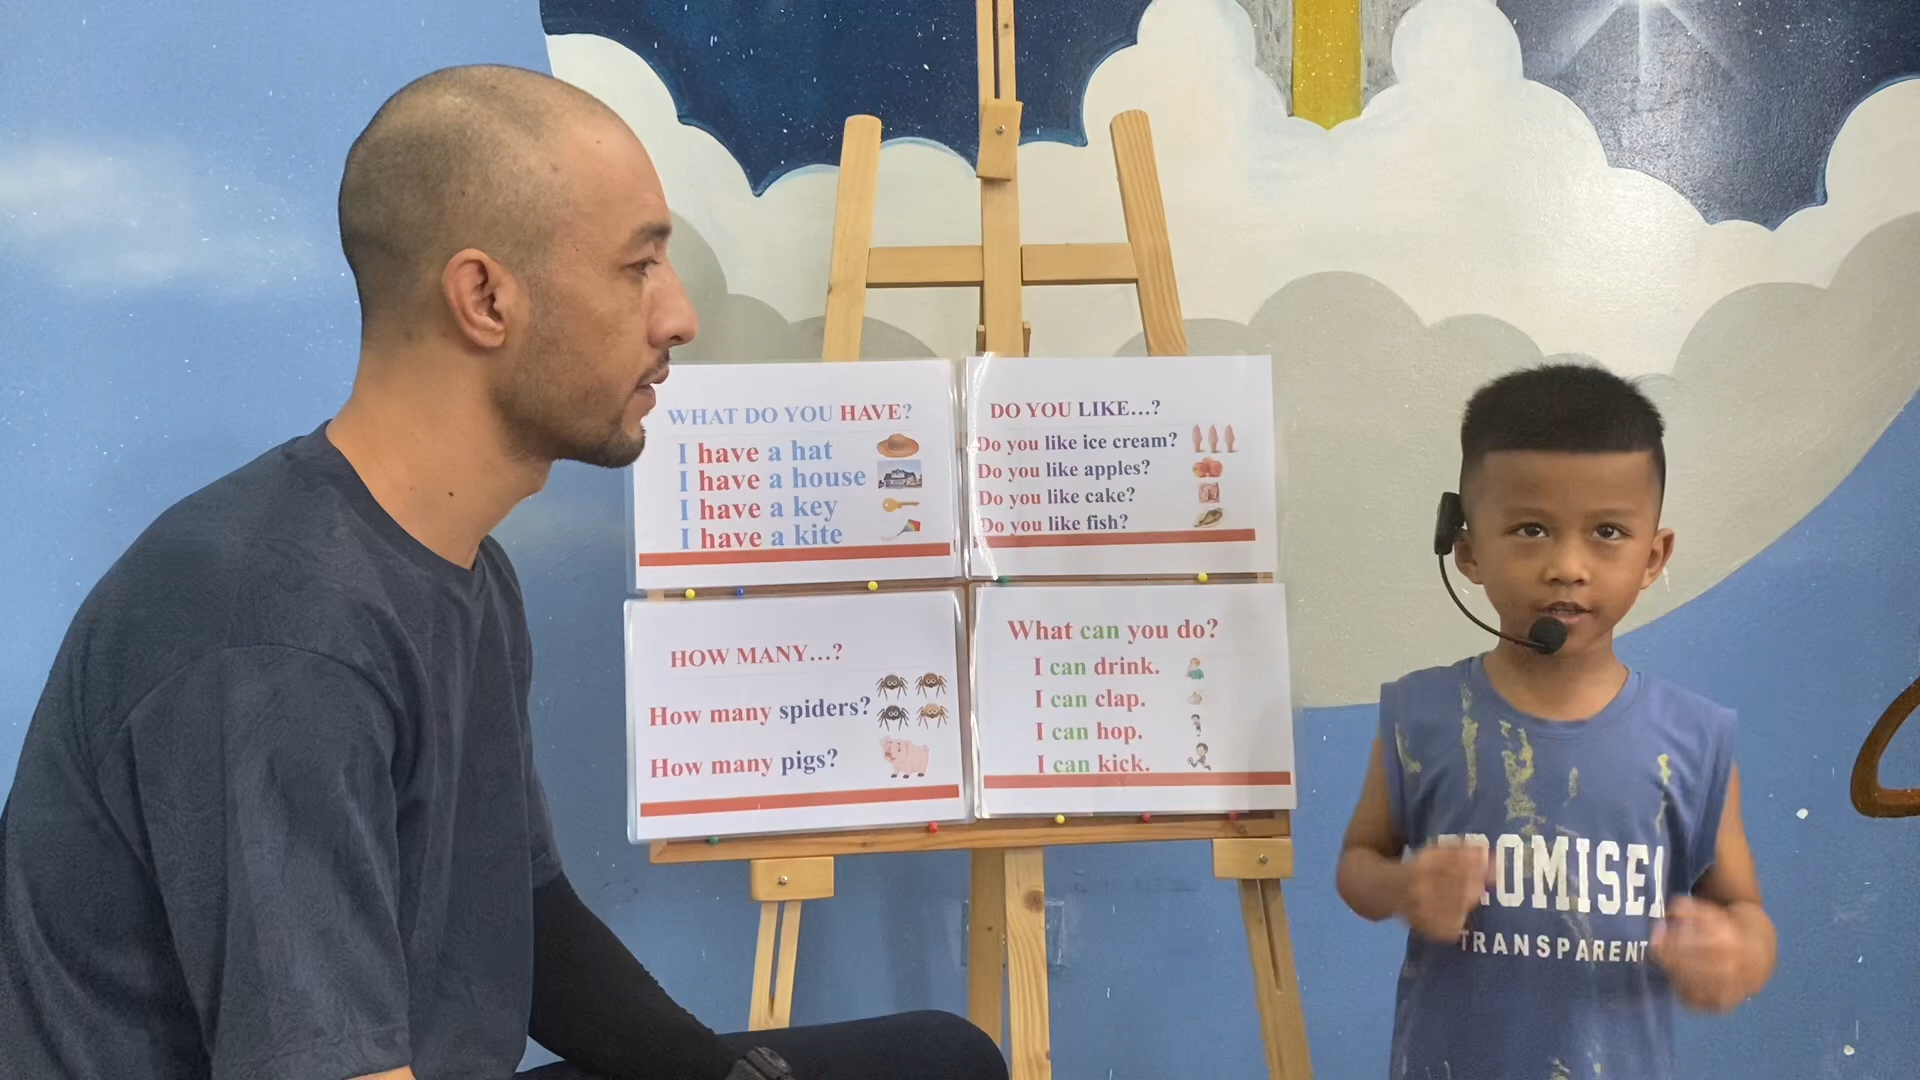 WHAT DO YOU HAVE?
I have a hat
I have a house
I have a key
I have a kite
DO YOU LIKE...?
Do you like ice cream?
Do you like apples?
Do you like cake?
Do you like fish?
HOW MANY...?
How many spiders?
How many pigs?
What can you do?
I can drink.
I can clap.
I can hop.
I can kick.
TRANSPARENT